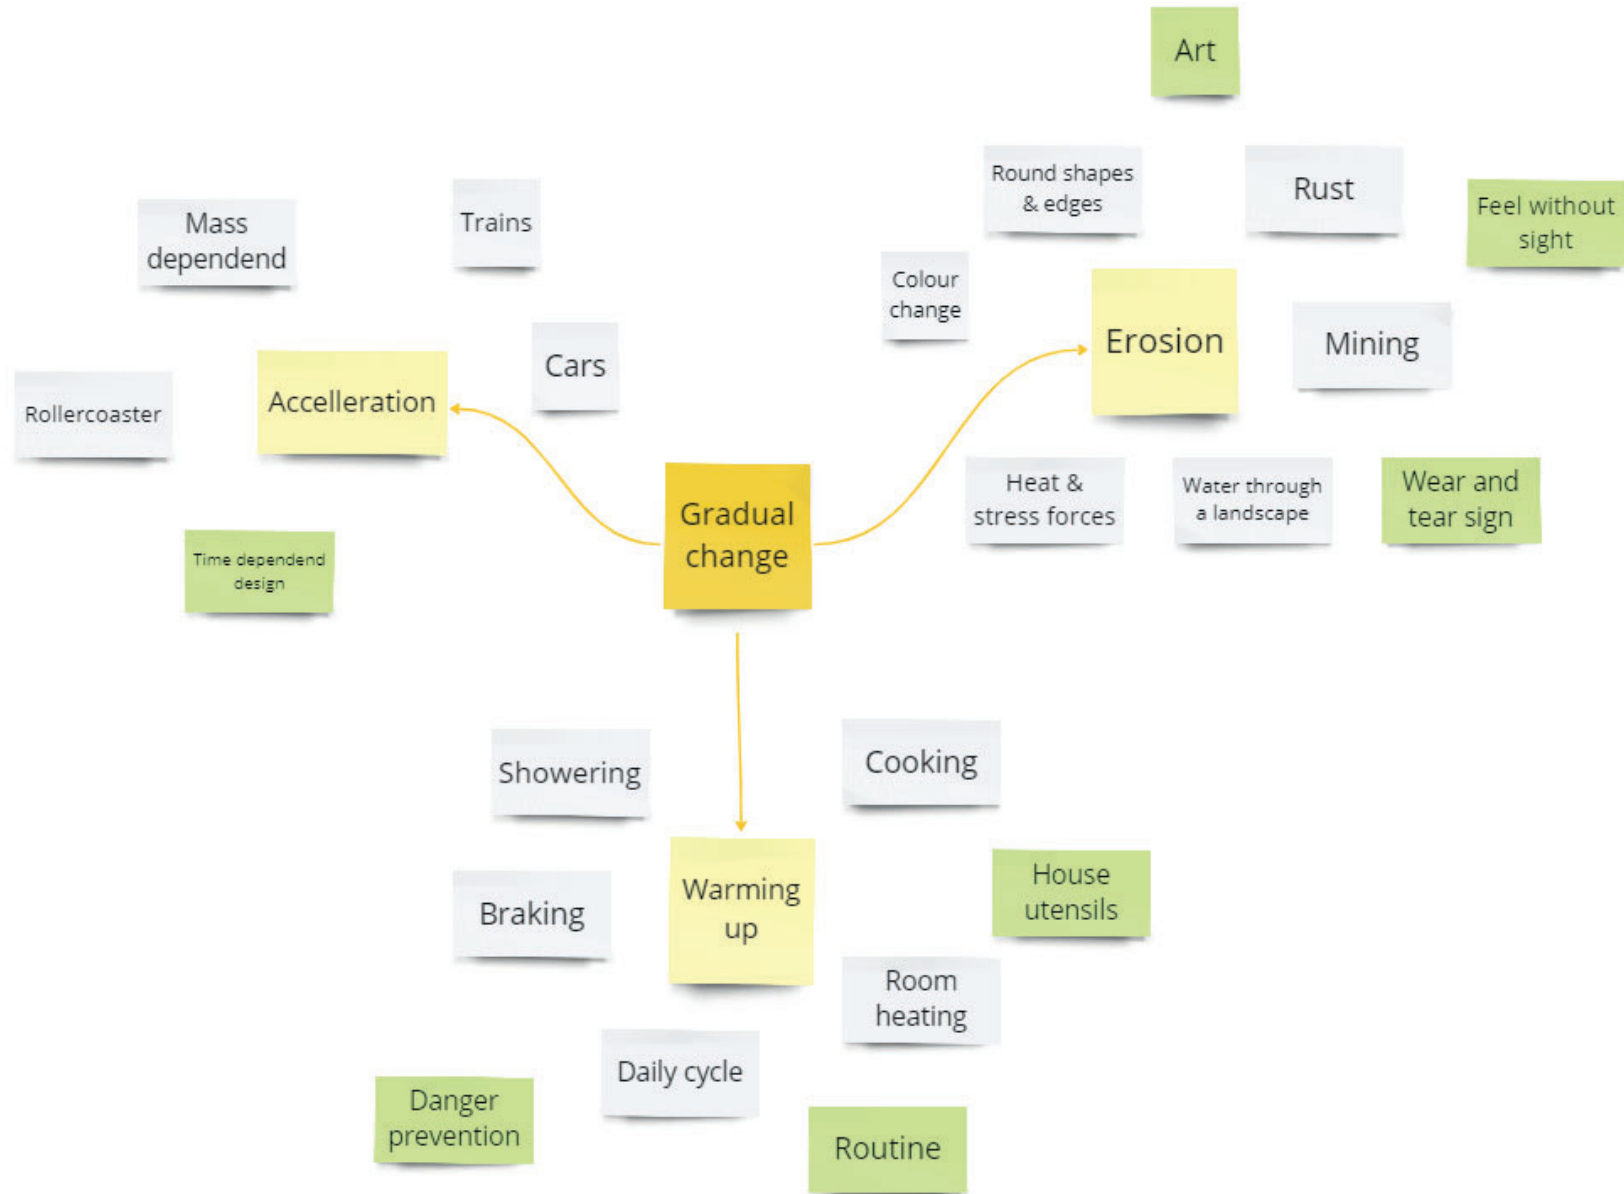 Art
Round shapes
& edges
Rust
Feel without
sight
Mass
dependend
Trains
Colour
change
Erosion
Mining
Cars
Accelleration
Rollercoaster
Gradual
change
Heat &
stress forces
Water through
a landscape
Wear and
tear sign
Time dependend
design
Showering
Cooking
Warming
up
House
utensils
Braking
Room
heating
Daily cycle
Danger
prevention
Routine